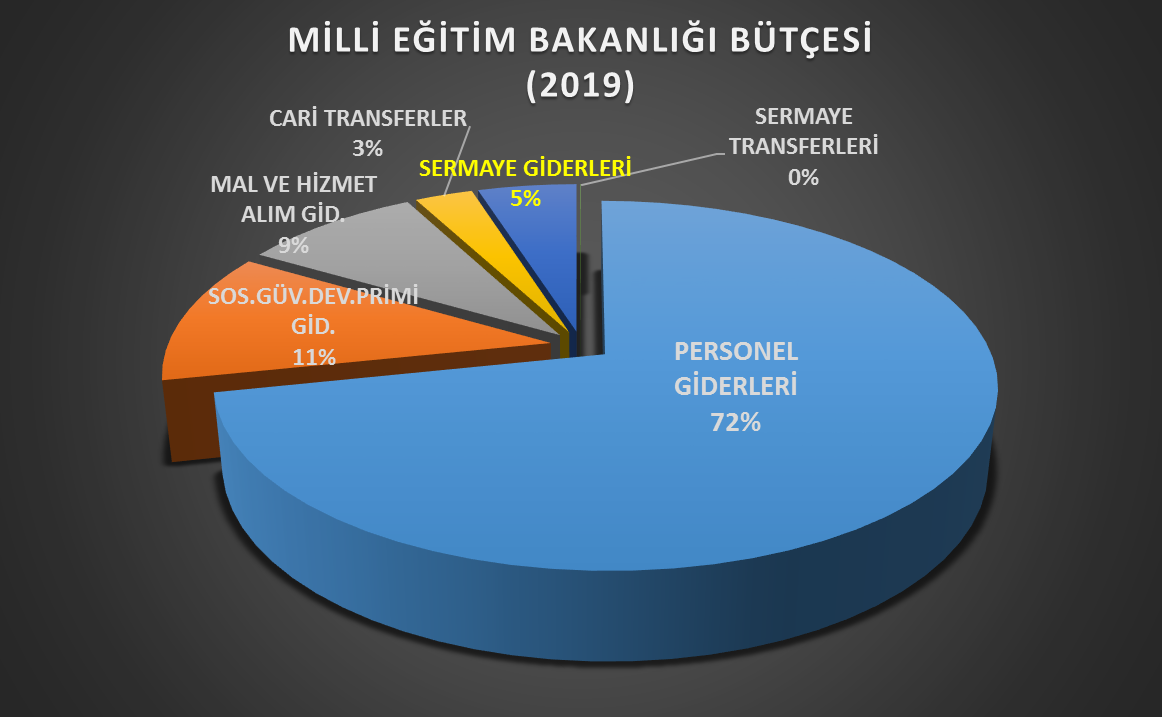 MİLLİ EĞİTİM BAKANLIĞI BÜTÇESİ
(2019)
CARİ TRANSFERLER
3%
SERMAYE
TRANSFERLERİ
0%
SERMAYE GİDERLERİ
5%
MAL VE HİZMET
ALIM GİD.
9%
SOS.GÜV.DEV.PRİMİ
GİD.
11%
PERSONEL
GİDERLERİ
72%